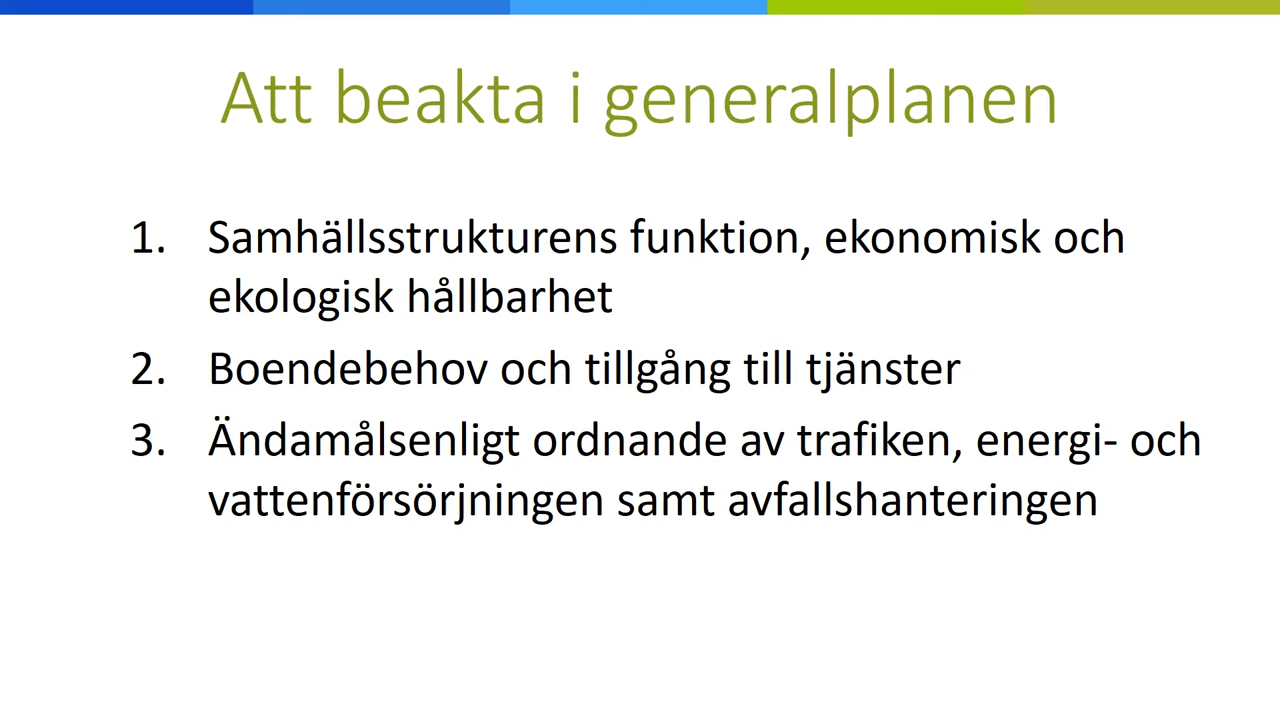 Att beakta i generalplanen
1. Samhällsstrukturens funktion, ekonomisk och
ekologisk hållbarhet
2. Boendebehov och tillgång till tjänster
3. Ändamålsenligt ordnande av trafiken, energi- och
vattenförsörjningen samt avfallshanteringen